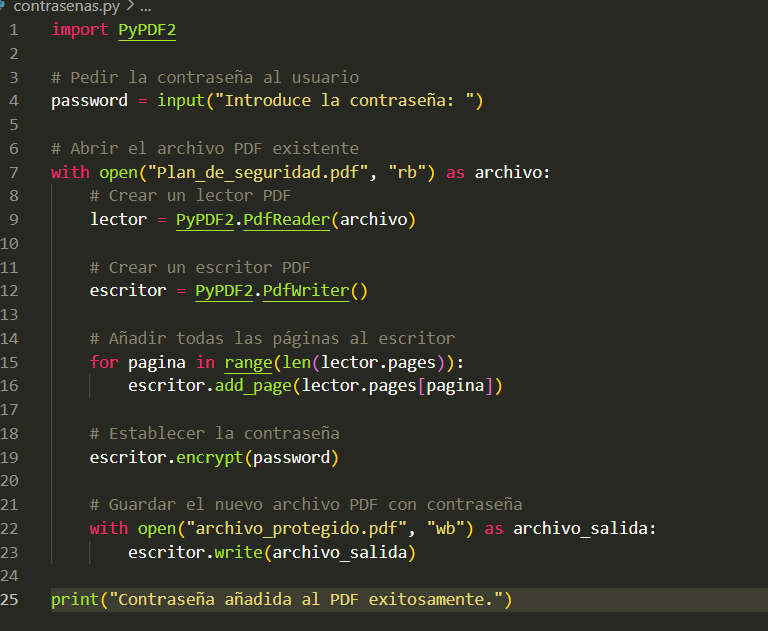 contrasenas.py > ...
1 import PyPDF2
2
3 # Pedir la contraseña al usuario
4 password = input("Introduce la contraseña: ")
5
6 # Abrir el archivo PDF existente
7 with open("Plan_de_seguridad.pdf", "rb") as archivo:
8     # Crear un lector PDF
9     lector = PyPDF2.PdfReader(archivo)
10
11     # Crear un escritor PDF
12     escritor = PyPDF2.PdfWriter()
13
14     # Añadir todas las páginas al escritor
15     for pagina in range(len(lector.pages)):
16         escritor.add_page(lector.pages[pagina])
17
18     # Establecer la contraseña
19     escritor.encrypt(password)
20
21     # Guardar el nuevo archivo PDF con contraseña
22     with open("archivo_protegido.pdf", "wb") as archivo_salida:
23         escritor.write(archivo_salida)
24
25 print("Contraseña añadida al PDF exitosamente.")